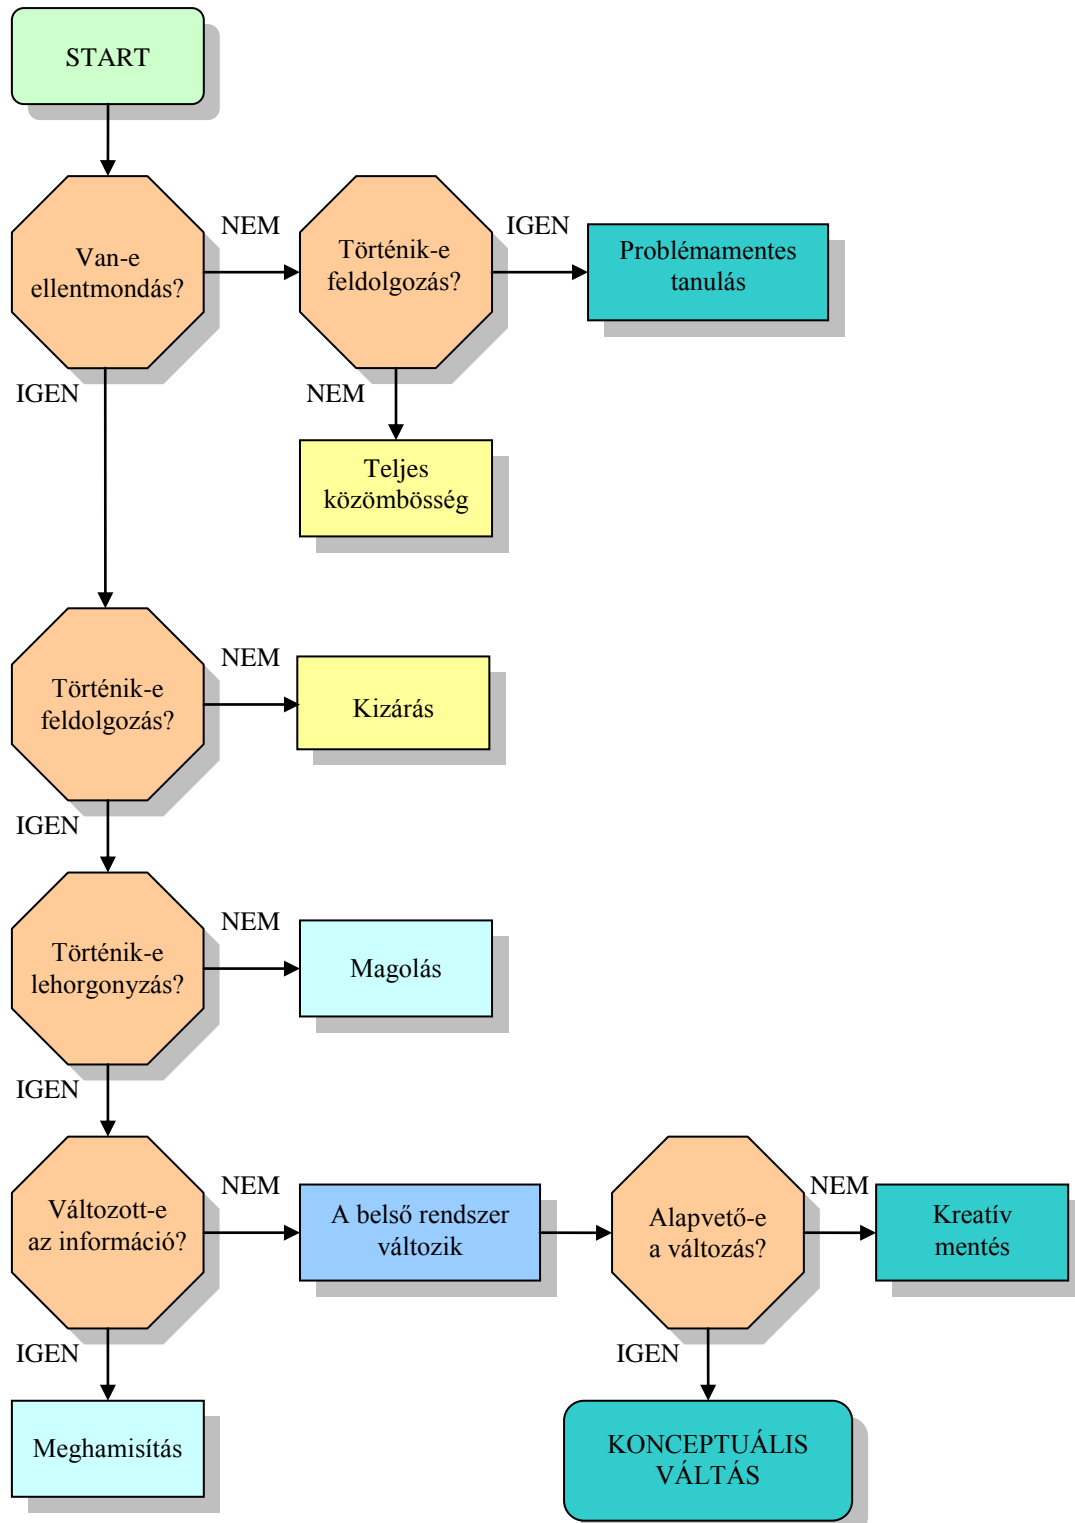 START
Van-e
ellentmondás?
NEM
Történik-e
feldolgozás?
IGEN
Problémamentes
tanulás
IGEN
NEM
Teljes
közömbösség
Történik-e
feldolgozás?
NEM
Kizárás
IGEN
Történik-e
lehorgonyzás?
NEM
Magolás
IGEN
Változott-e
az információ?
NEM
A belső rendszer
változik
Alapvető-e
a változás?
NEM
Kreatív
mentés
IGEN
IGEN
Meghamisítás
KONCEPTUÁLIS
VÁLTÁS